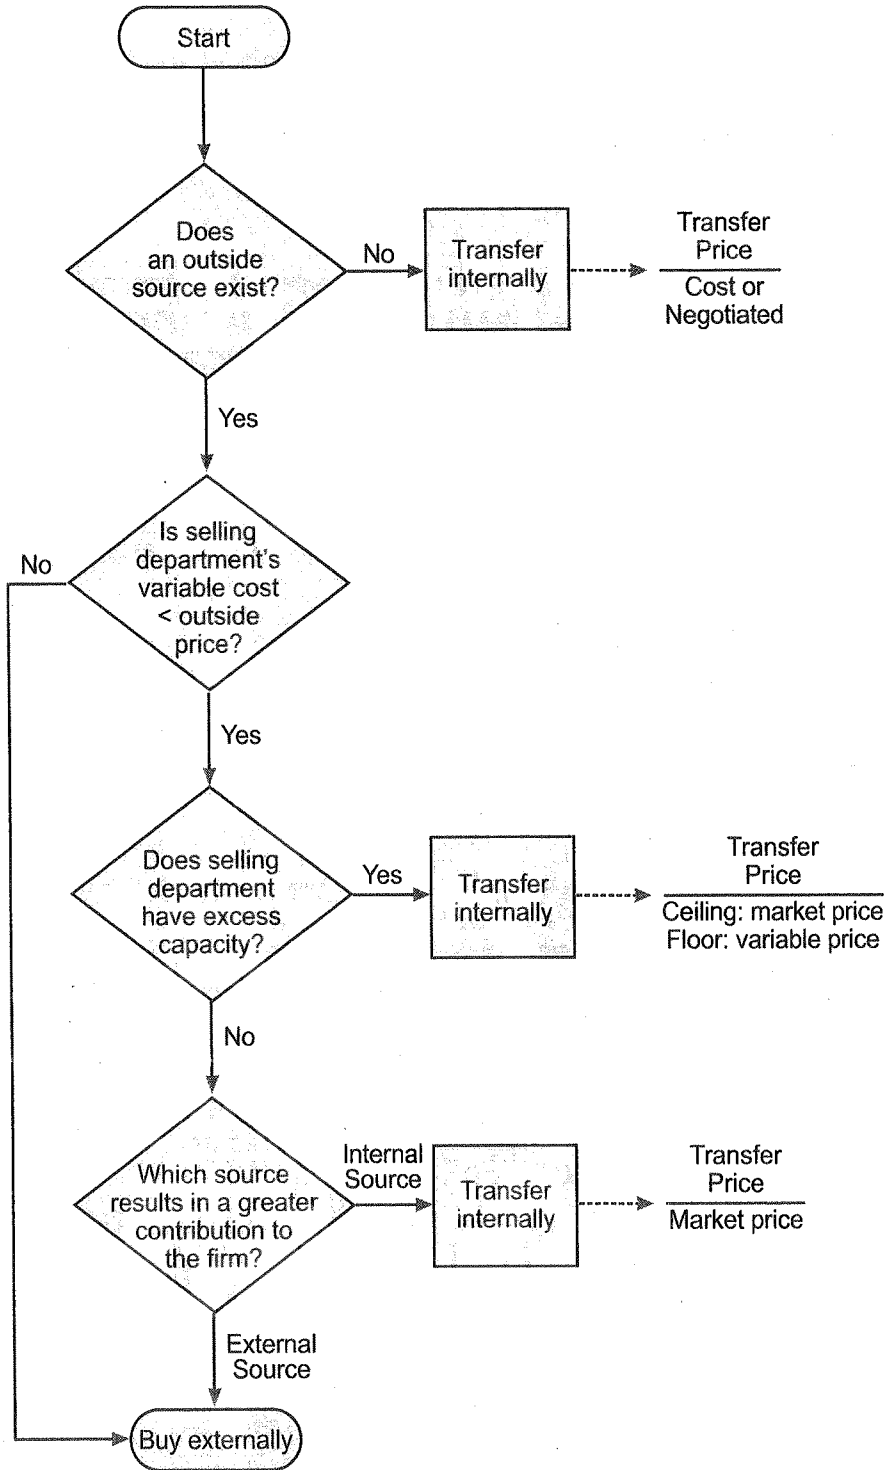 Start
Does
an outside
source exist?
No
Transfer
internally
Transfer
Price
Cost or
Negotiated
Yes
Is selling
department's
variable cost
< outside
price?
No
Yes
Does selling
department
have excess
capacity?
Yes
Transfer
internally
Transfer
Price
Ceiling: market price
Floor: variable price
No
Which source
results in a greater
contribution to
the firm?
Internal
Source
Transfer
internally
Transfer
Price
Market price
External
Source
Buy externally